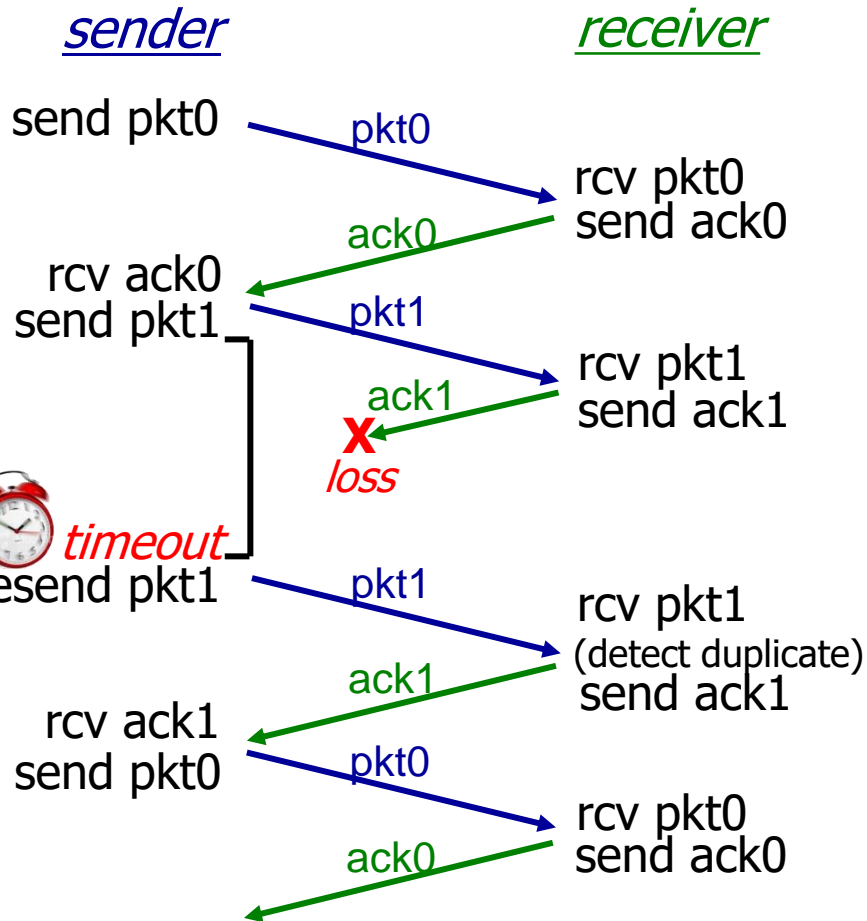 sender
receiver
send pkt0
pkt0
rcv pkt0
send ack0
ack0
rcv ack0
send pkt1
pkt1
rcv pkt1
send ack1
ack1
X
loss
timeout
esend pkt1
pkt1
rcv pkt1
(detect duplicate)
send ack1
ack1
rcv ack1
send pkt0
pkt0
rcv pkt0
send ack0
ack0